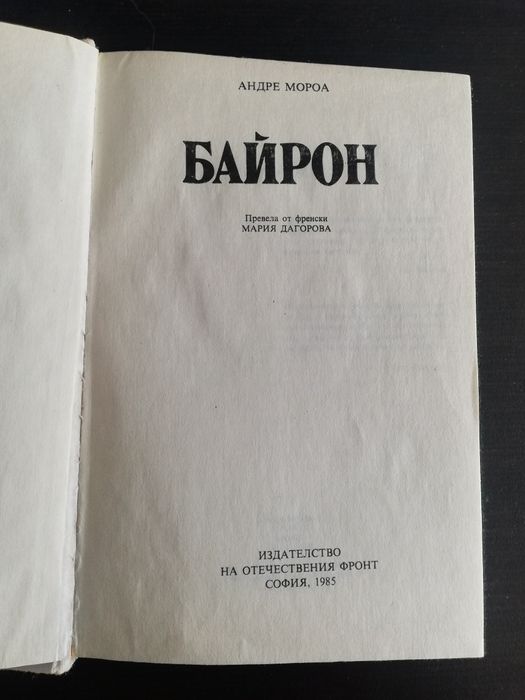 АНДРЕ МОРОА
БАЙРОН
Превела от френски
МАРИЯ ДАГОРОВА
ИЗДАТЕЛСТВО
НА ОТЕЧЕСТВЕНИЯ ФРОНТ
СОФИЯ, 1985